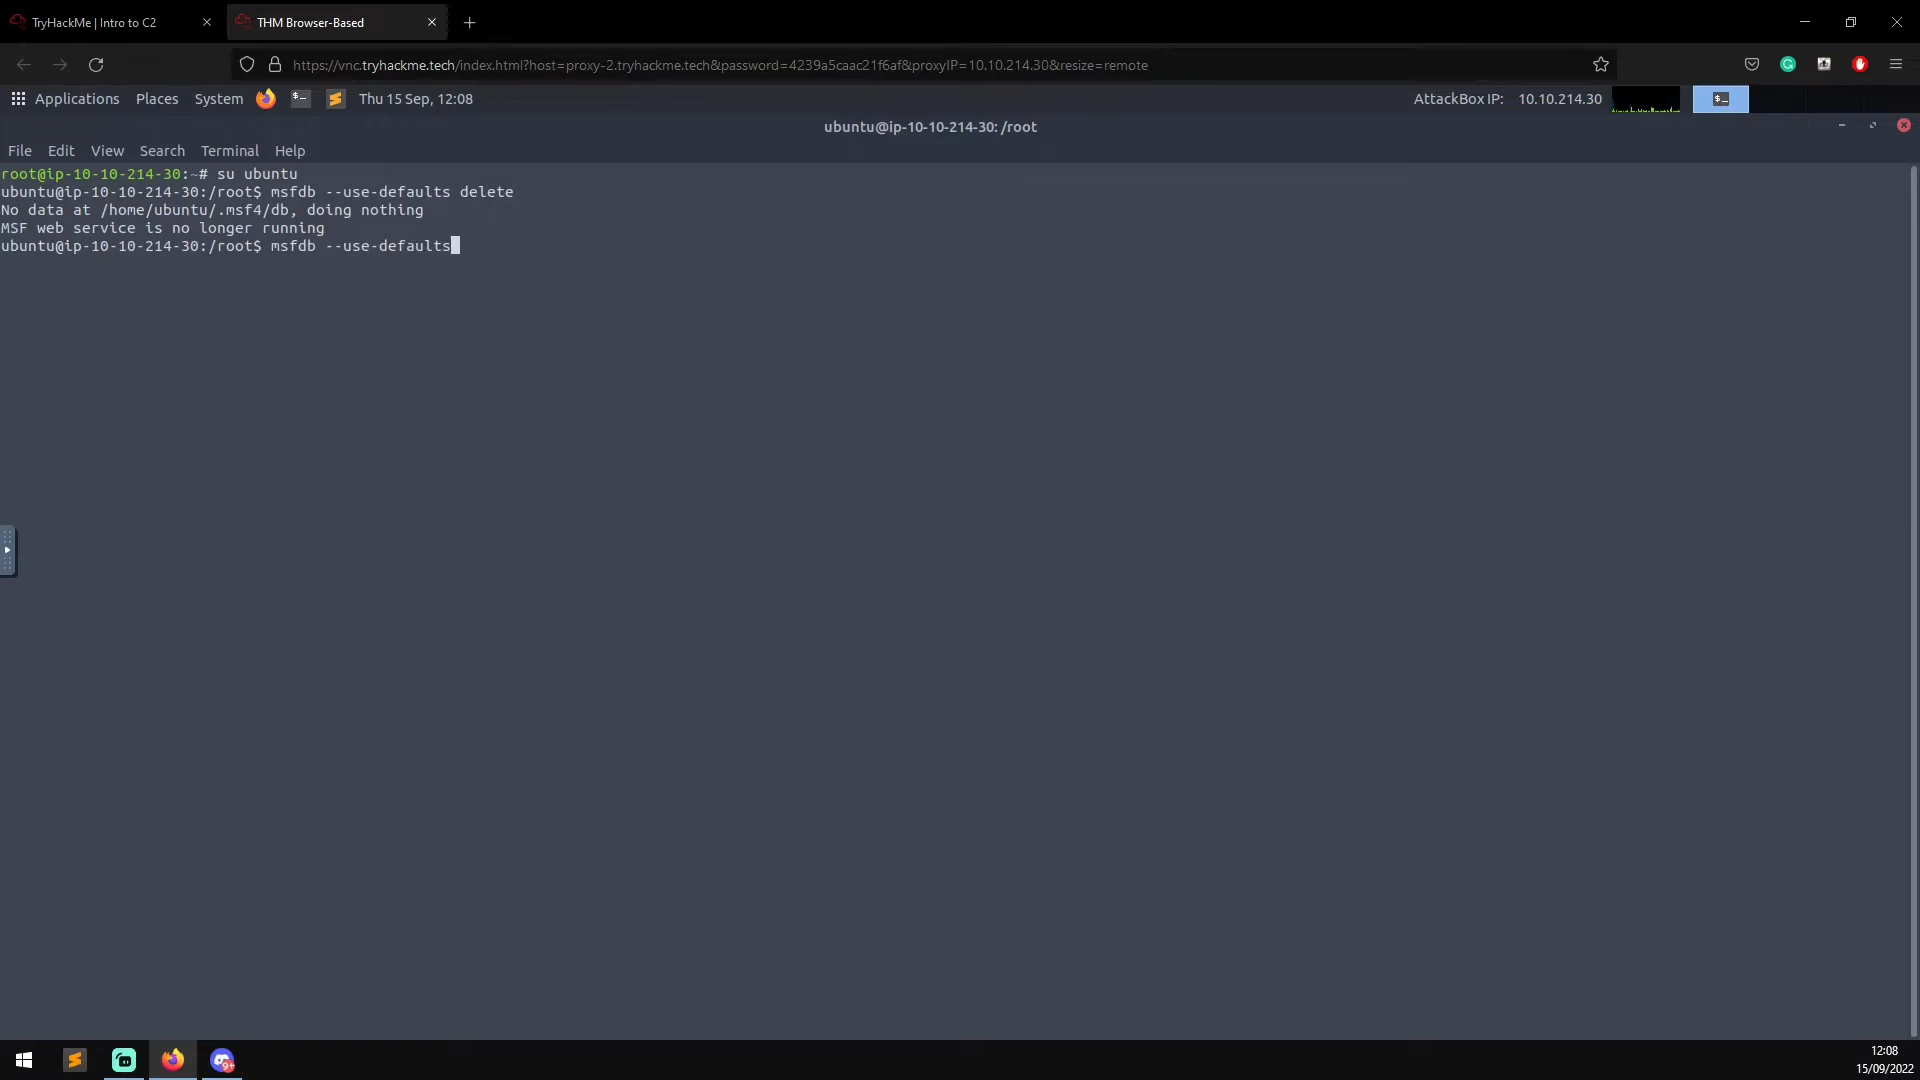 TryHackMe | Intro to C2
THM Browser-Based
https://vnc.tryhackme.tech/index.html?host=proxy-2.tryhackme.tech&password=4239a5caac21f6af&proxyIP=10.10.214.30&resize=remote
Applications Places System $_ Thu 15 Sep, 12:08 AttackBox IP: 10.10.214.30 $_
ubuntu@ip-10-10-214-30: /root
File Edit View Search Terminal Help
root@ip-10-10-214-30:~# su ubuntu
ubuntu@ip-10-10-214-30:/root$ msfdb --use-defaults delete
No data at /home/ubuntu/.msf4/db, doing nothing
MSF web service is no longer running
ubuntu@ip-10-10-214-30:/root$ msfdb --use-defaults
9+
12:08
15/09/2022